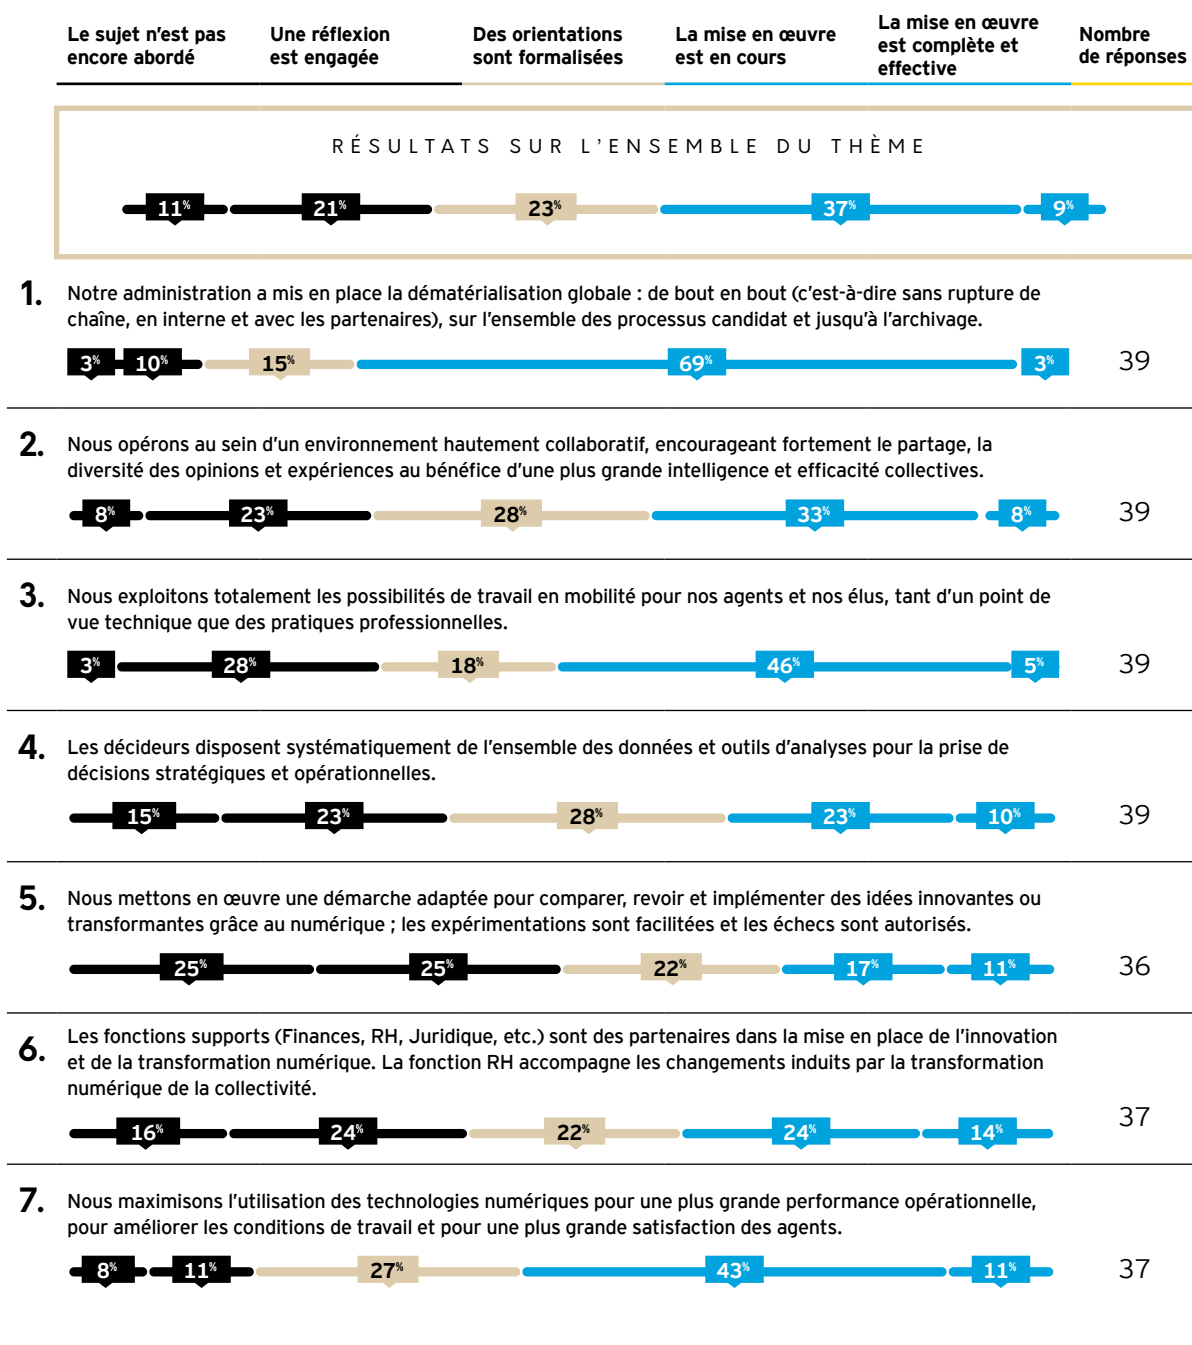 Le sujet n'est pas
encore abordé
Une réflexion
est engagée
Des orientations
sont formalisées
La mise en œuvre
est en cours
La mise en œuvre
est complète et
effective
Nombre
de réponses
RÉSULTATS SUR L'ENSEMBLE DU THÈME
11% 21% 23% 37% 9%
1. Notre administration a mis en place la dématérialisation globale : de bout en bout (c'est-à-dire sans rupture de
chaîne, en interne et avec les partenaires), sur l'ensemble des processus candidat et jusqu'à l'archivage.
3% 10% 15% 69% 3% 39
2. Nous opérons au sein d'un environnement hautement collaboratif, encourageant fortement le partage, la
diversité des opinions et expériences au bénéfice d'une plus grande intelligence et efficacité collectives.
8% 23% 28% 33% 8% 39
3. Nous exploitons totalement les possibilités de travail en mobilité pour nos agents et nos élus, tant d'un point de
vue technique que des pratiques professionnelles.
3% 28% 18% 46% 5% 39
4. Les décideurs disposent systématiquement de l'ensemble des données et outils d'analyses pour la prise de
décisions stratégiques et opérationnelles.
15% 23% 28% 23% 10% 39
5. Nous mettons en œuvre une démarche adaptée pour comparer, revoir et implémenter des idées innovantes ou
transformantes grâce au numérique ; les expérimentations sont facilitées et les échecs sont autorisés.
25% 25% 22% 17% 11% 36
6. Les fonctions supports (Finances, RH, Juridique, etc.) sont des partenaires dans la mise en place de l'innovation
et de la transformation numérique. La fonction RH accompagne les changements induits par la transformation
numérique de la collectivité.
16% 24% 22% 24% 14% 37
7. Nous maximisons l'utilisation des technologies numériques pour une plus grande performance opérationnelle,
pour améliorer les conditions de travail et pour une plus grande satisfaction des agents.
8% 11% 27% 43% 11% 37